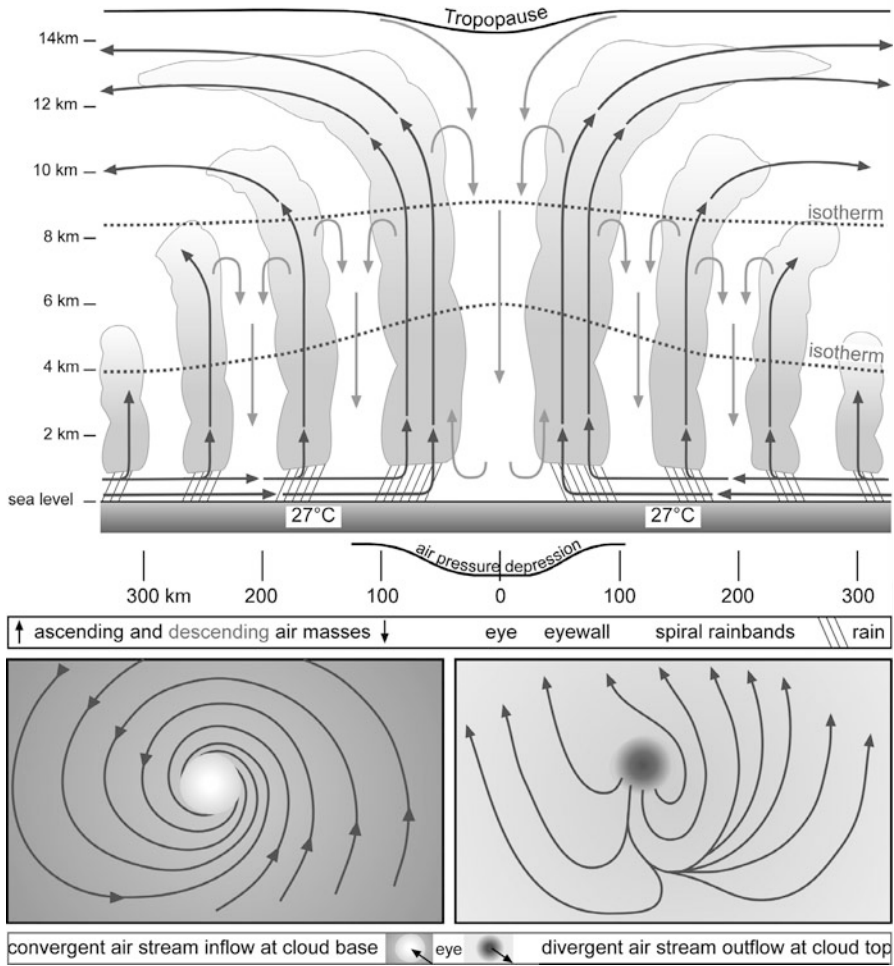 Tropopause
14km
12 km
10 km
isotherm
8 km
6 km
isotherm
4 km
2 km
sea level
27°C 27°C
air pressure depression
300 km 200 100 0 100 200 300
ascending and descending air masses eye eyewall spiral rainbands rain
convergent air stream inflow at cloud base eye divergent air stream outflow at cloud top